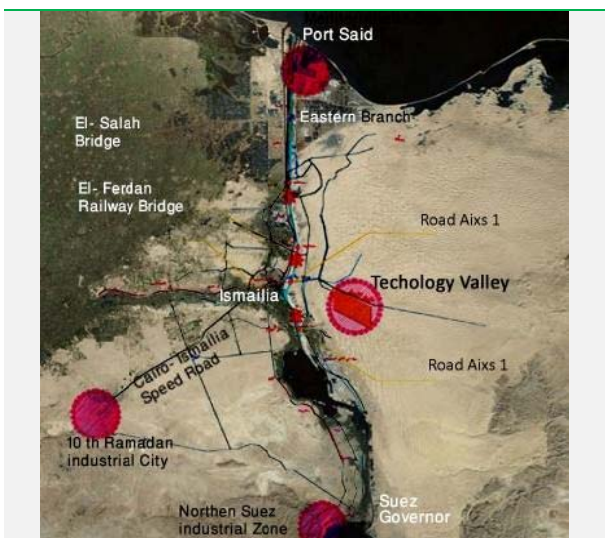 Port Said
Eastern Branch
El- Salah
Bridge
El- Ferdan
Railway Bridge
Road Aixs 1
Techology Valley
Ismailia
Cairo- Ismailia
Speed Road
Road Aixs 1
10 th Ramadan
industrial City
Northen Suez
industrial Zone
Suez
Governor